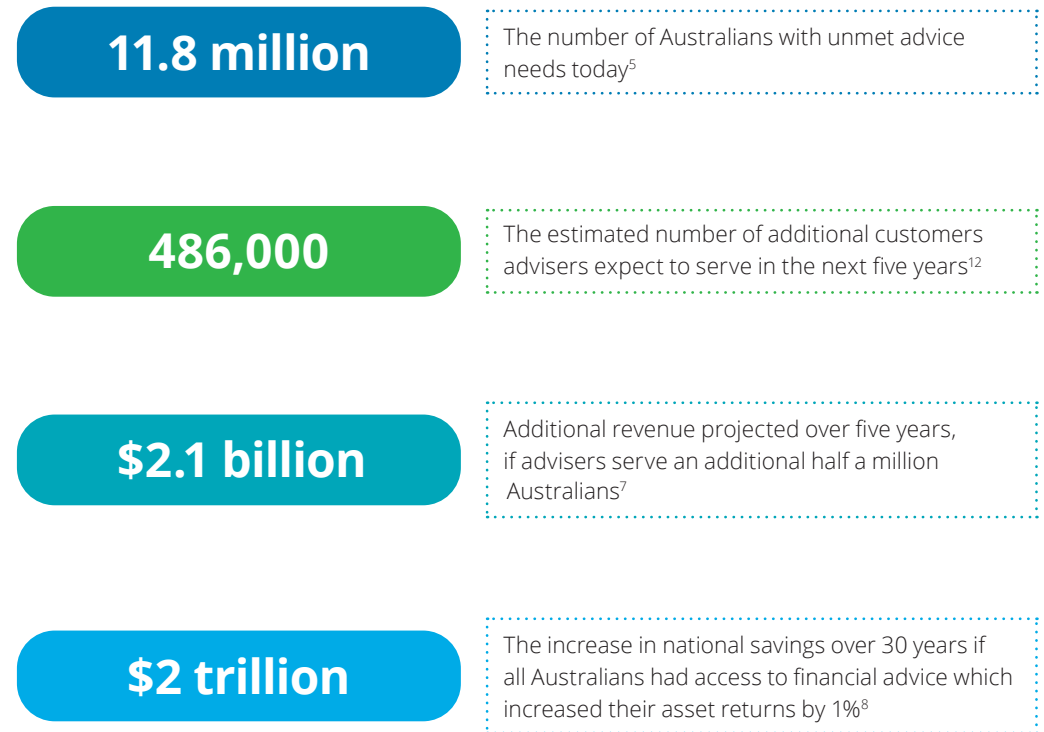 11.8 million
The number of Australians with unmet advice
needs today5
486,000
The estimated number of additional customers
advisers expect to serve in the next five years12
$2.1 billion
Additional revenue projected over five years,
if advisers serve an additional half a million
Australians7
$2 trillion
The increase in national savings over 30 years if
all Australians had access to financial advice which
increased their asset returns by 1%8